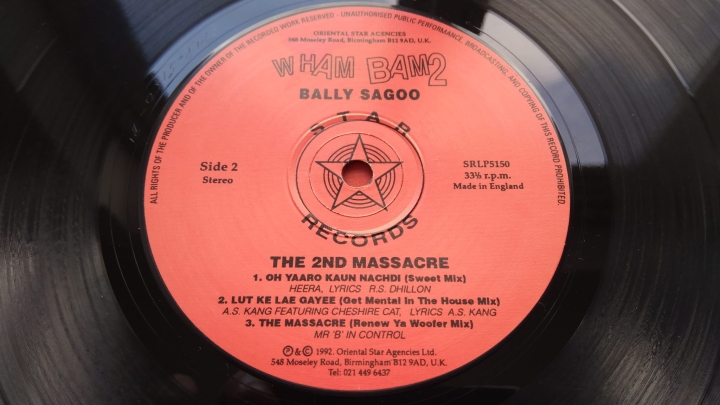 ALL RIGHTS OF THE PRODUCER AND OF THE OWNER OF THE RECORDED WORK RESERVED - UNAUTHORISED PUBLIC PERFORMANCE, BROADCASTING, AND COPYING OF THIS RECORD PROHIBITED.
ORIENTAL STAR AGENCIES
548 Moseley Road, Birmingham B12 9AD, U.K.
WHAM BAM2
BALLY SAGOO
STAR
Side 2
Stereo
SRLP5150
33⅓ r.p.m.
Made in England
RECORDS
THE 2ND MASSACRE
1. OH YAARO KAUN NACHDI (Sweet Mix)
HEERA, LYRICS R.S. DHILLON
2. LUT KE LAE GAYEE (Get Mental In The House Mix)
A.S. KANG FEATURING CHESHIRE CAT, LYRICS A.S. KANG
3. THE MASSACRE (Renew Ya Woofer Mix)
MR 'B' IN CONTROL
Ⓟ & © 1992. Oriental Star Agencies Ltd.
548 Moseley Road, Birmingham B12 9AD, U.K.
Tel: 021 449 6437